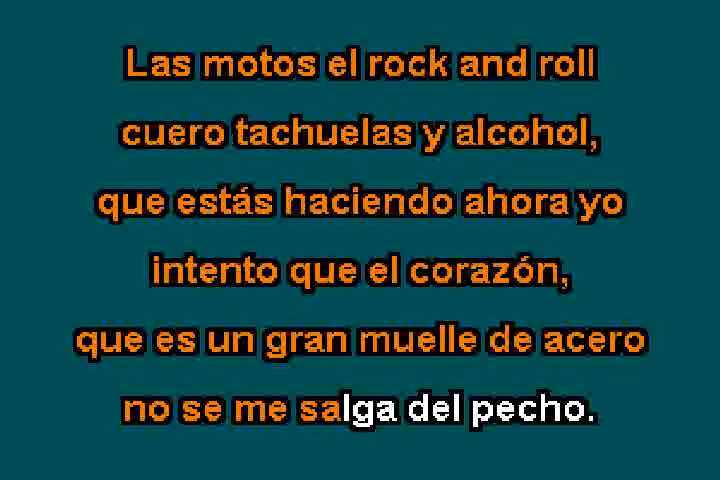 Las motos el rock and roll
cuero tachuelas y alcohol,
que estás haciendo ahora yo
intento que el corazón,
que es un gran muelle de acero
no se me salga del pecho.